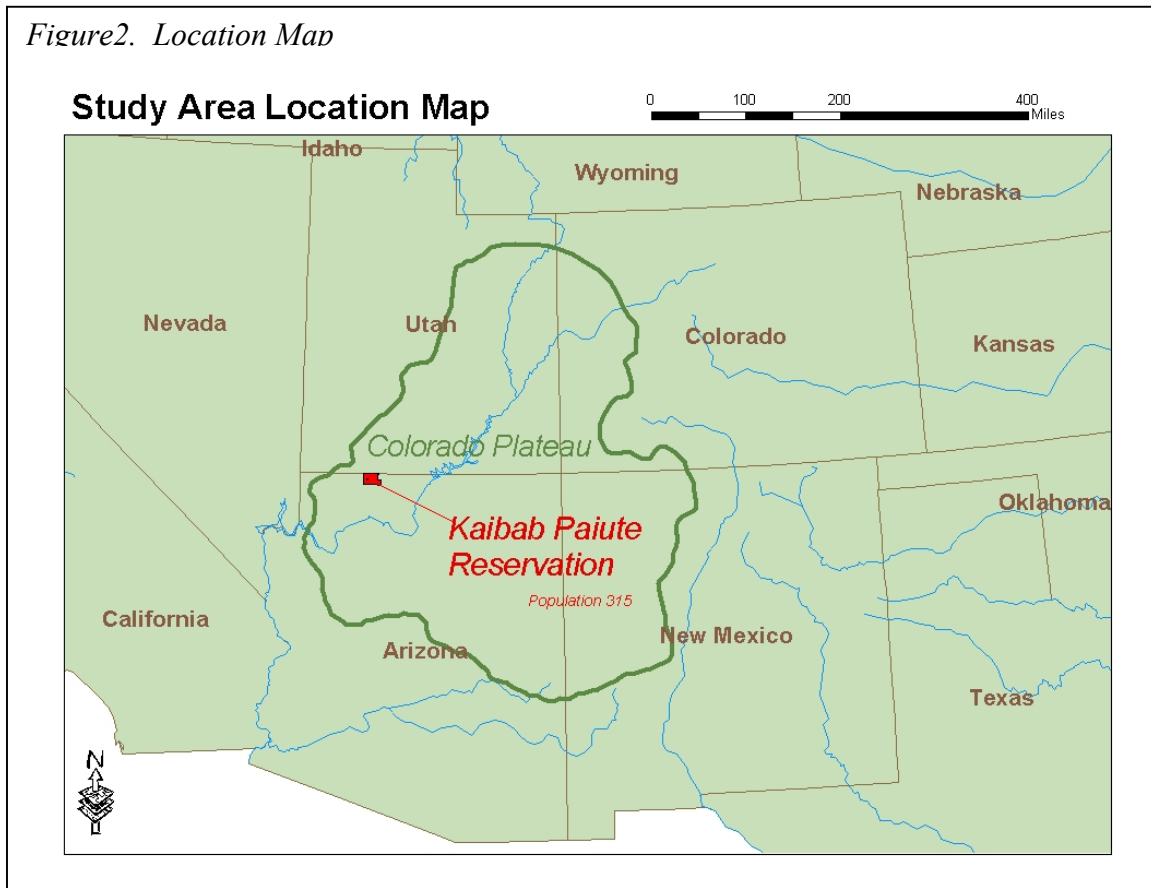 Figure2. Location Map
Study Area Location Map
0 100 200 400
Miles
Idaho
Wyoming
Nebraska
Nevada
Utah
Colorado
Kansas
Colorado Plateau
Oklahoma
Kaibab Paiute
Reservation
Population 315
California
Arizona
New Mexico
Texas
N